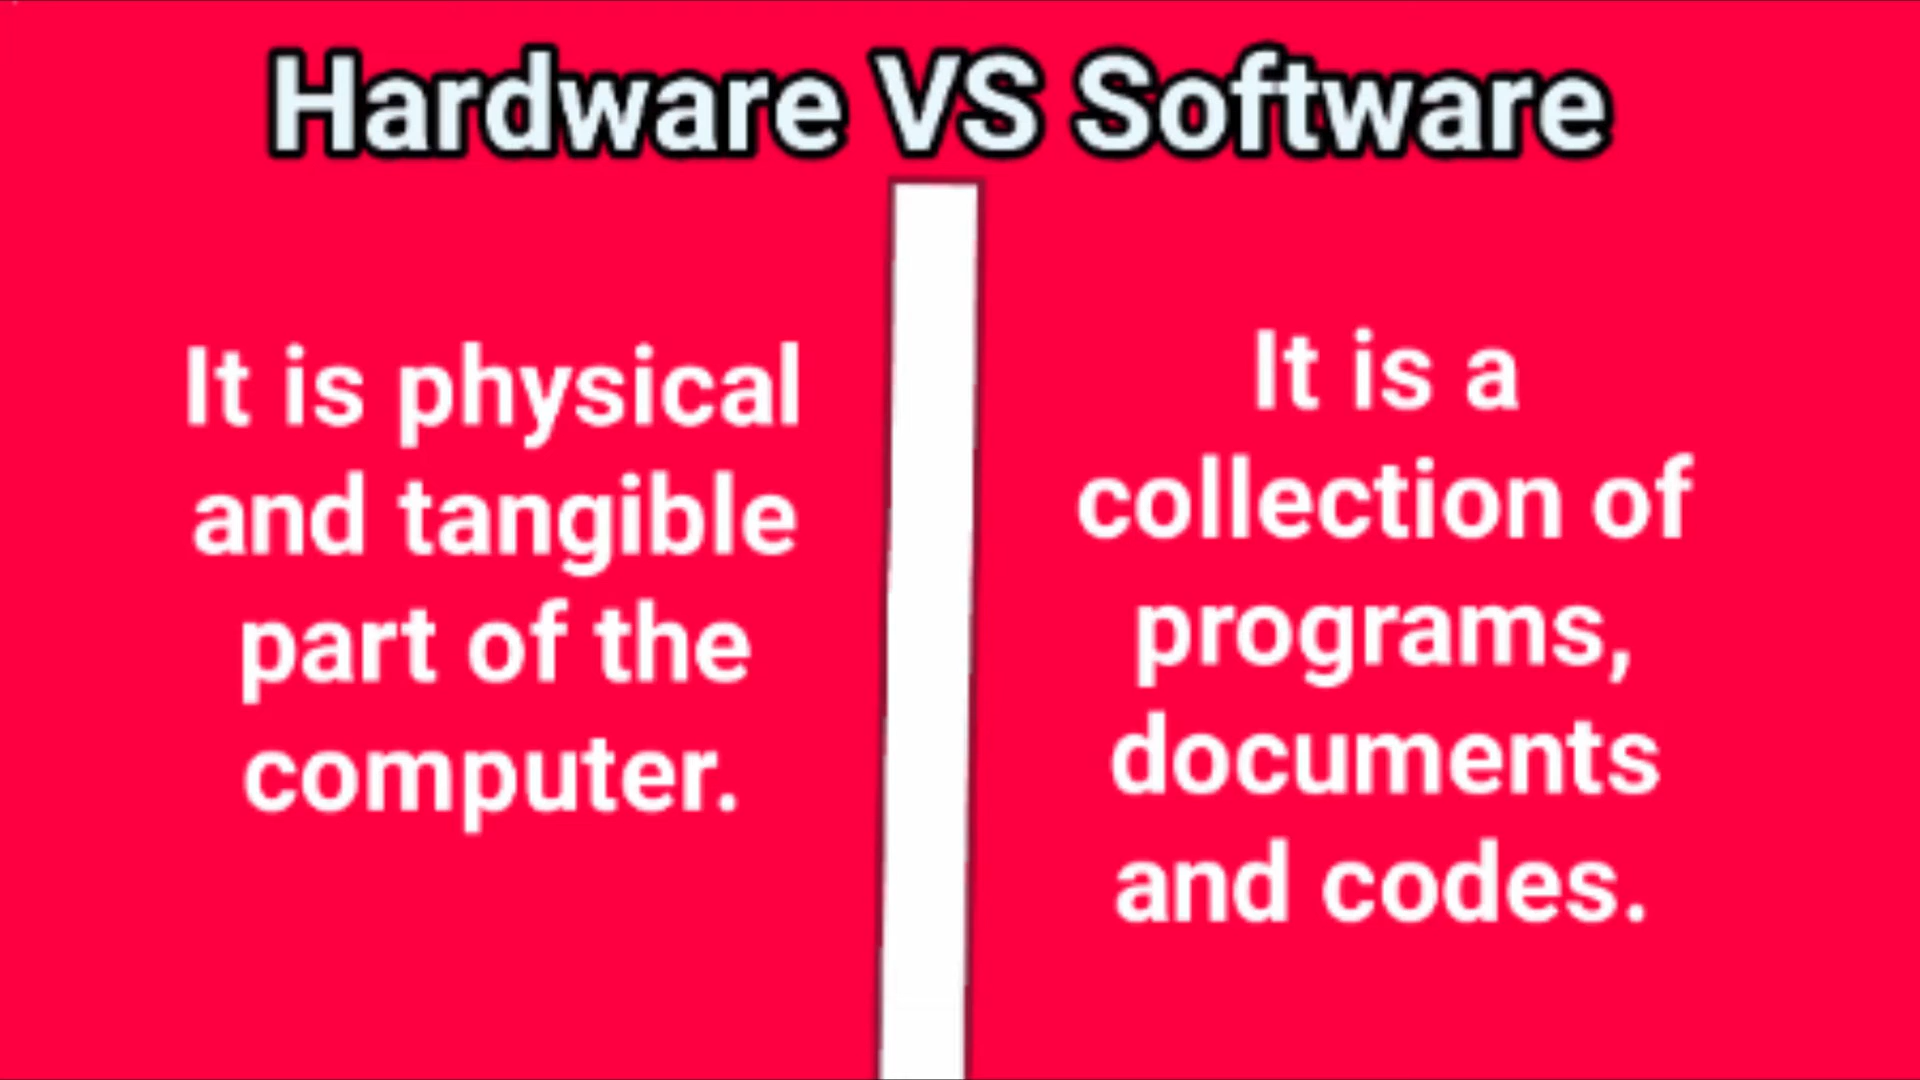 Hardware VS Software
It is physical
and tangible
part of the
computer.
It is a
collection of
programs,
documents
and codes.